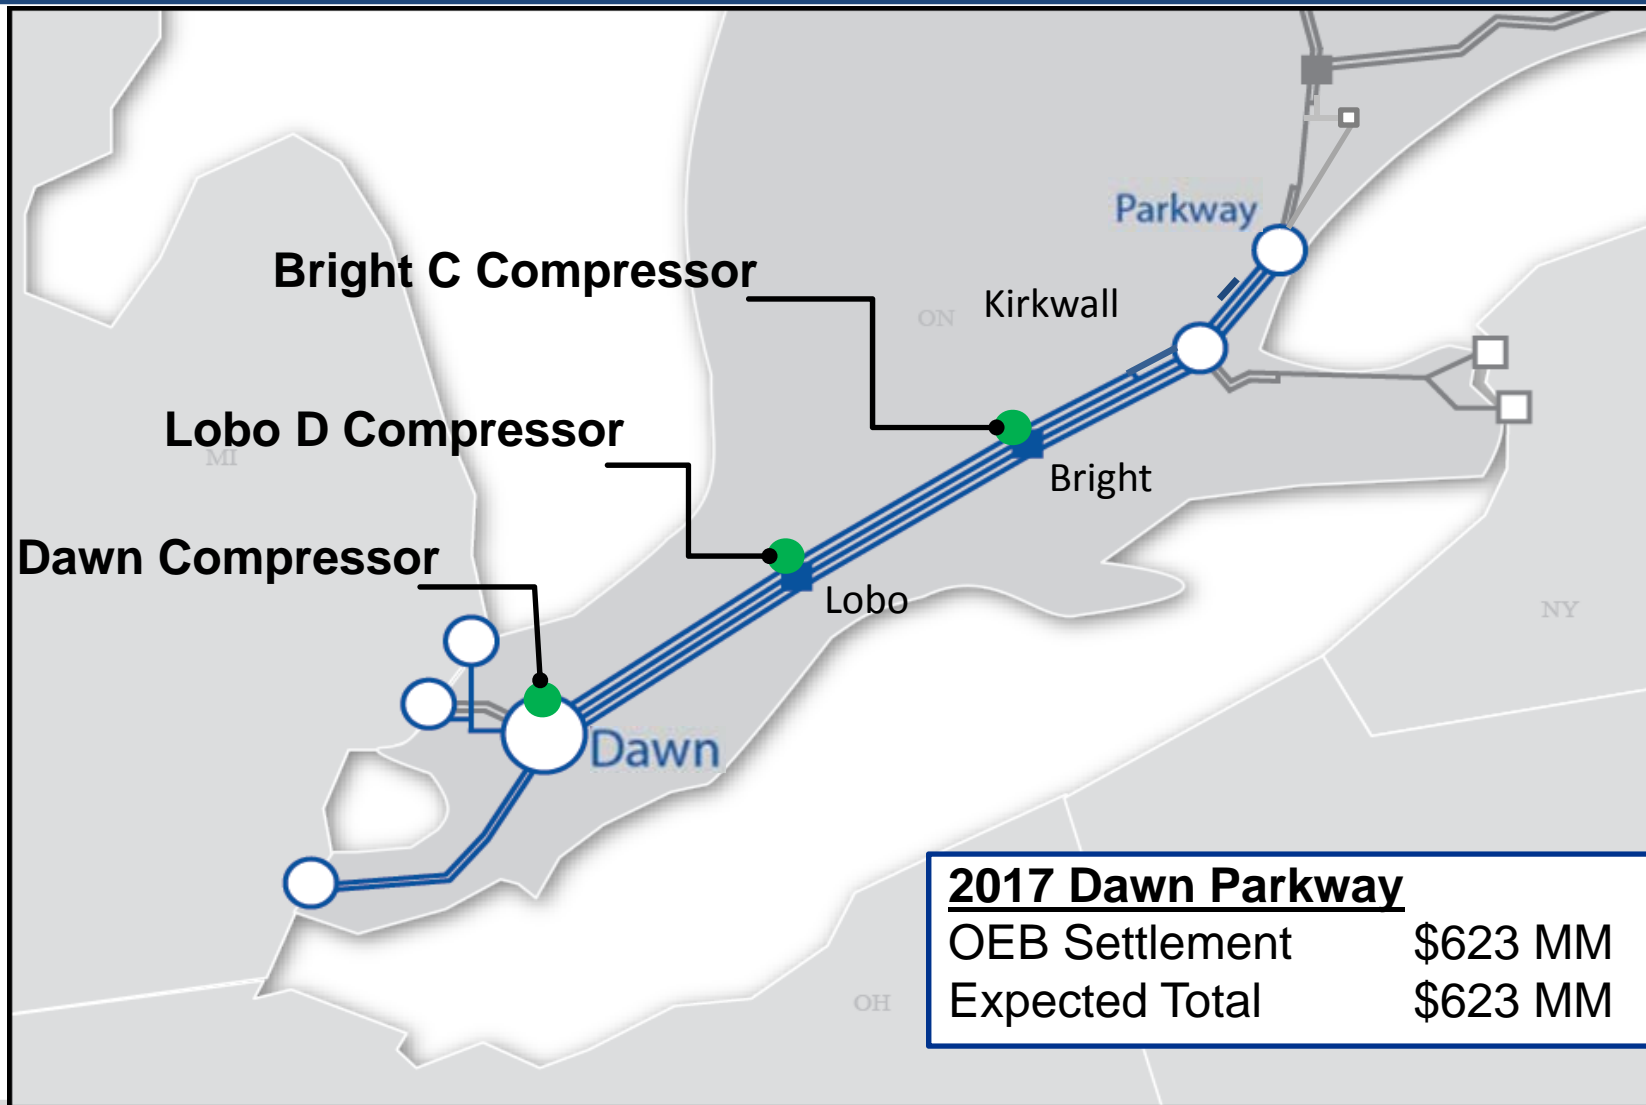 Parkway
Bright C Compressor
Kirkwall
ON
Lobo D Compressor
MI
Bright
Dawn Compressor
Lobo
NY
Dawn
2017 Dawn Parkway
OEB Settlement $623 MM
Expected Total $623 MM
OH